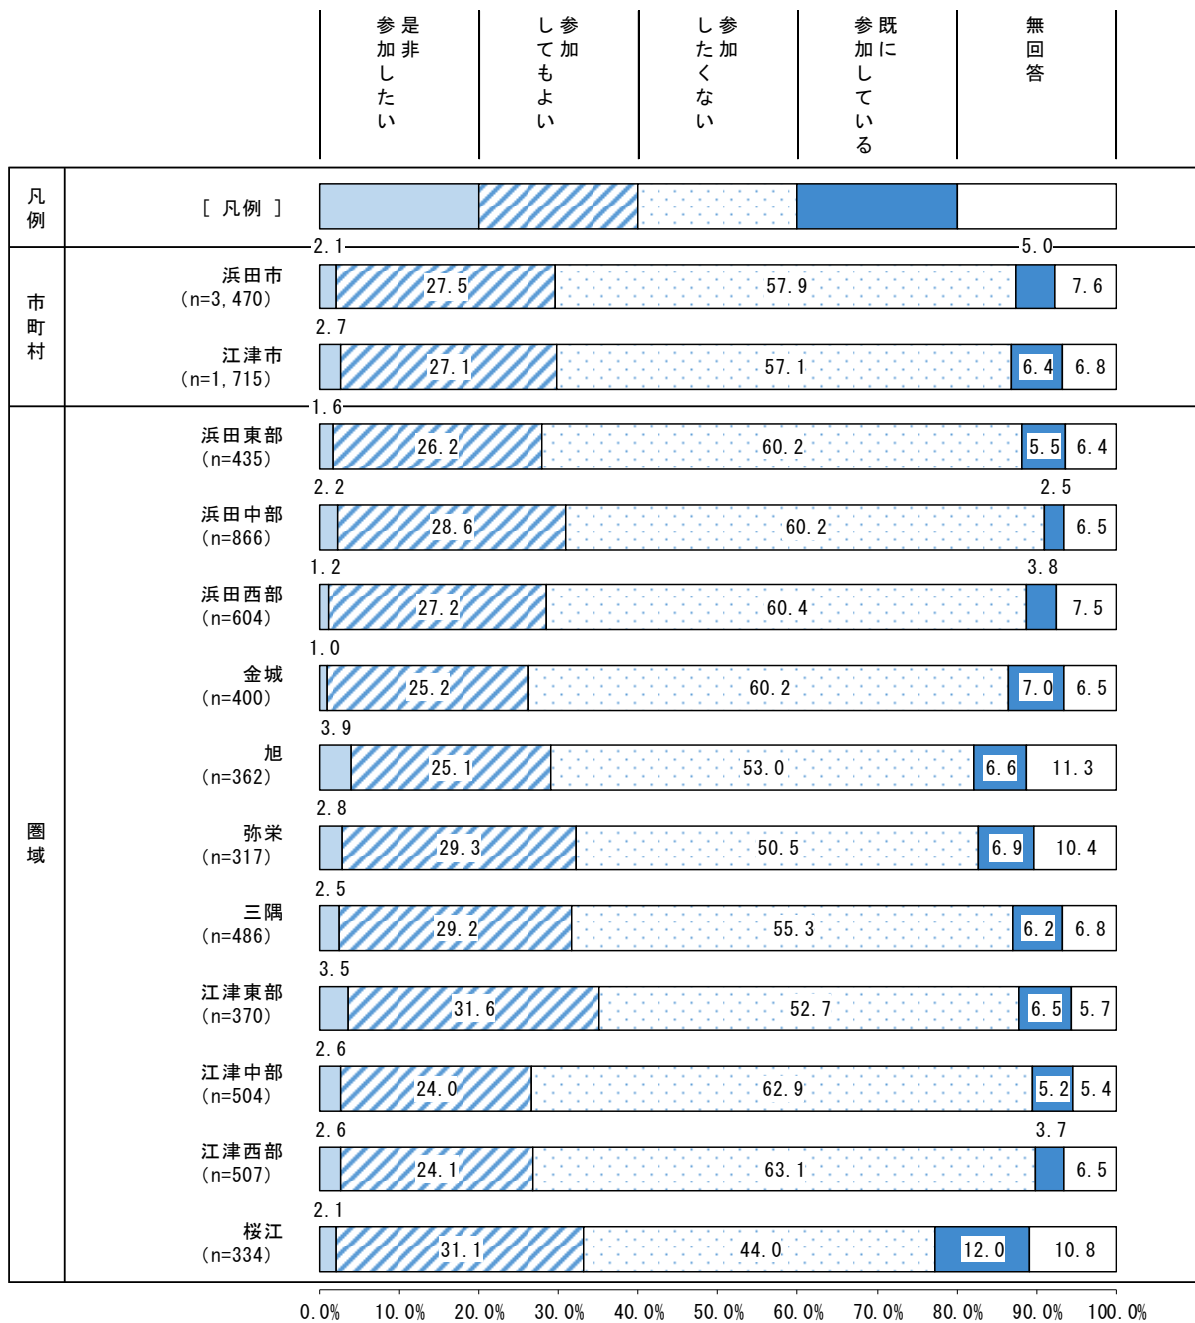 是非
参加したい
参加
してもよい
参加
したくない
既に
参加している
無回答
凡例
[ 凡例 ]
市町村
2.1
5.0
浜田市
(n=3,470)
27.5
57.9
7.6
2.7
江津市
(n=1,715)
27.1
57.1
6.4
6.8
圏域
1.6
浜田東部
(n=435)
26.2
60.2
5.5
6.4
2.2
2.5
浜田中部
(n=866)
28.6
60.2
6.5
1.2
3.8
浜田西部
(n=604)
27.2
60.4
7.5
1.0
金城
(n=400)
25.2
60.2
7.0
6.5
3.9
旭
(n=362)
25.1
53.0
6.6
11.3
2.8
弥栄
(n=317)
29.3
50.5
6.9
10.4
2.5
三隅
(n=486)
29.2
55.3
6.2
6.8
3.5
江津東部
(n=370)
31.6
52.7
6.5
5.7
2.6
江津中部
(n=504)
24.0
62.9
5.2
5.4
2.6
3.7
江津西部
(n=507)
24.1
63.1
6.5
2.1
桜江
(n=334)
31.1
44.0
12.0
10.8
0.0% 10.0% 20.0% 30.0% 40.0% 50.0% 60.0% 70.0% 80.0% 90.0% 100.0%